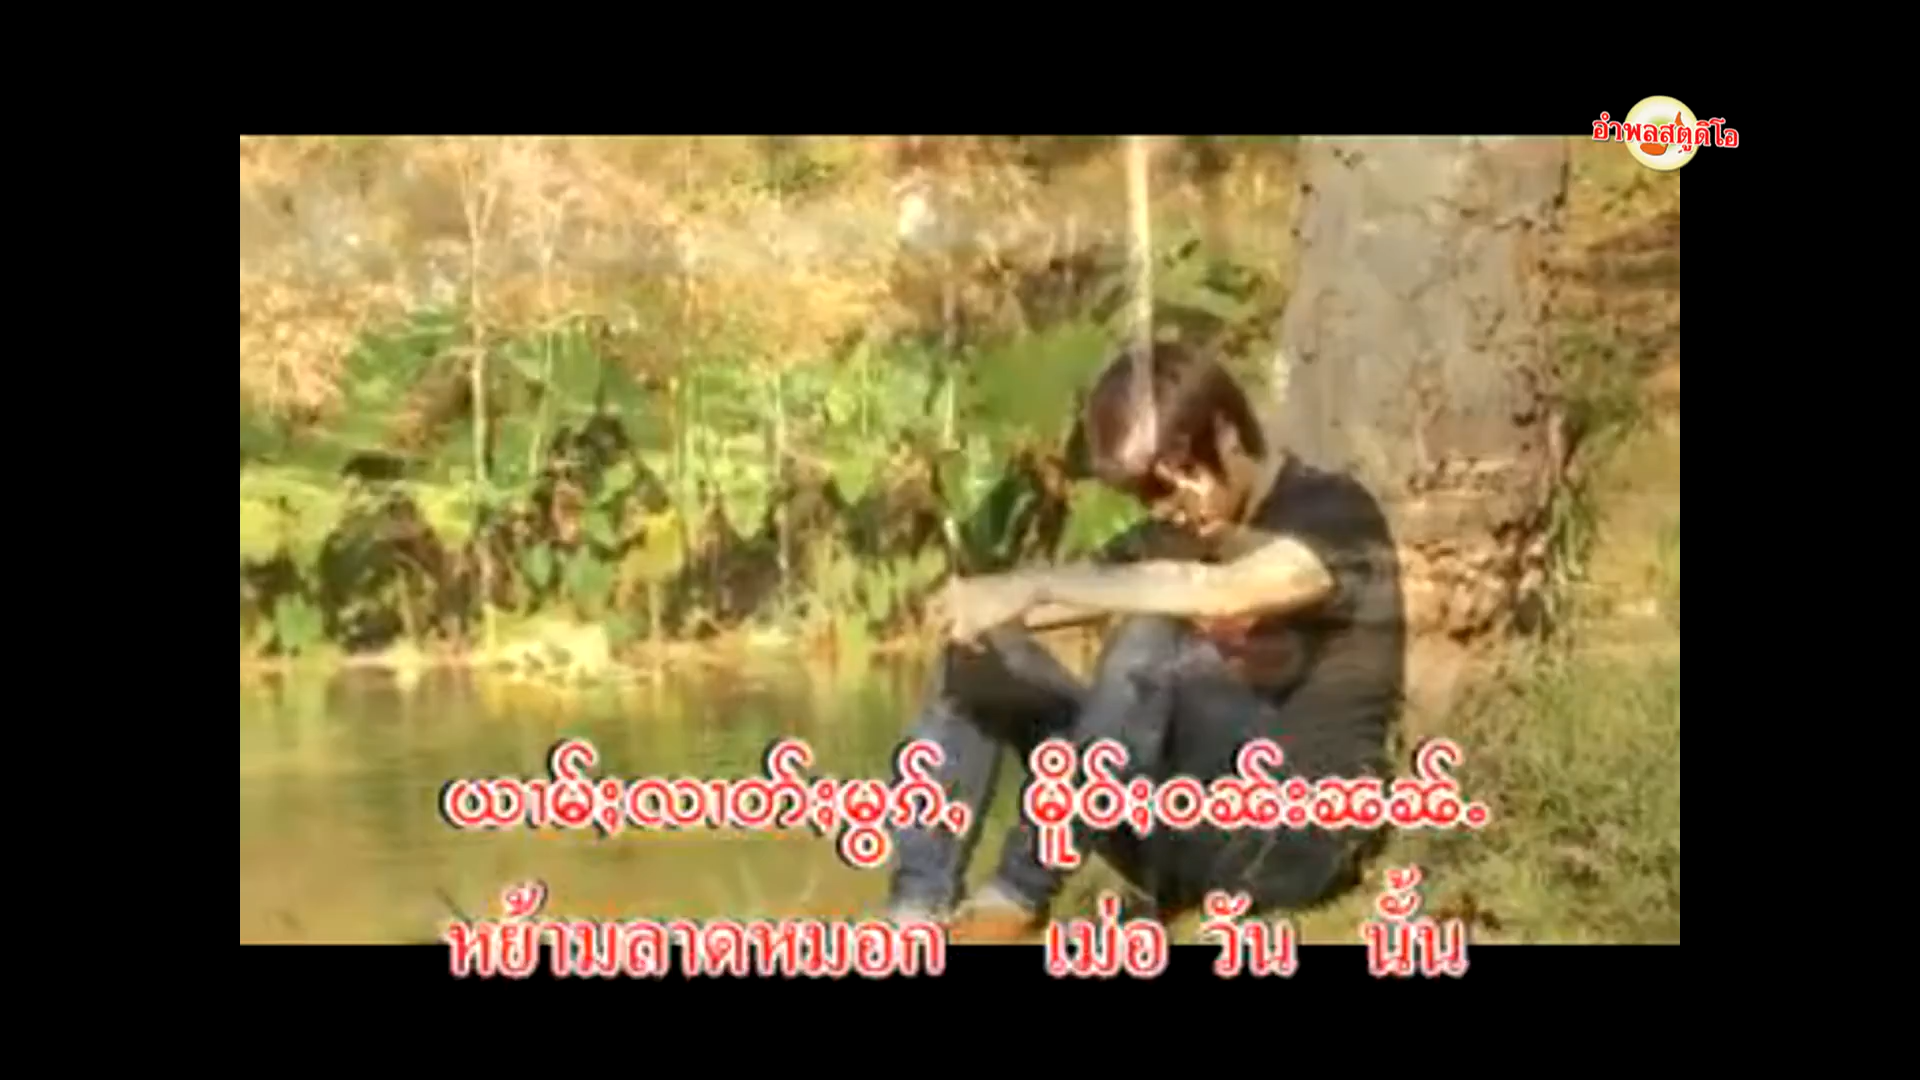 อำพลสตูดิโอ
ယၢမ်ႈလၢတ်ႈမွၵ်ႇ မိူဝ်ႈဝၼ်းၼၼ်ႉ
หย้ามลาดหมอก เม่อ วัน นั้น